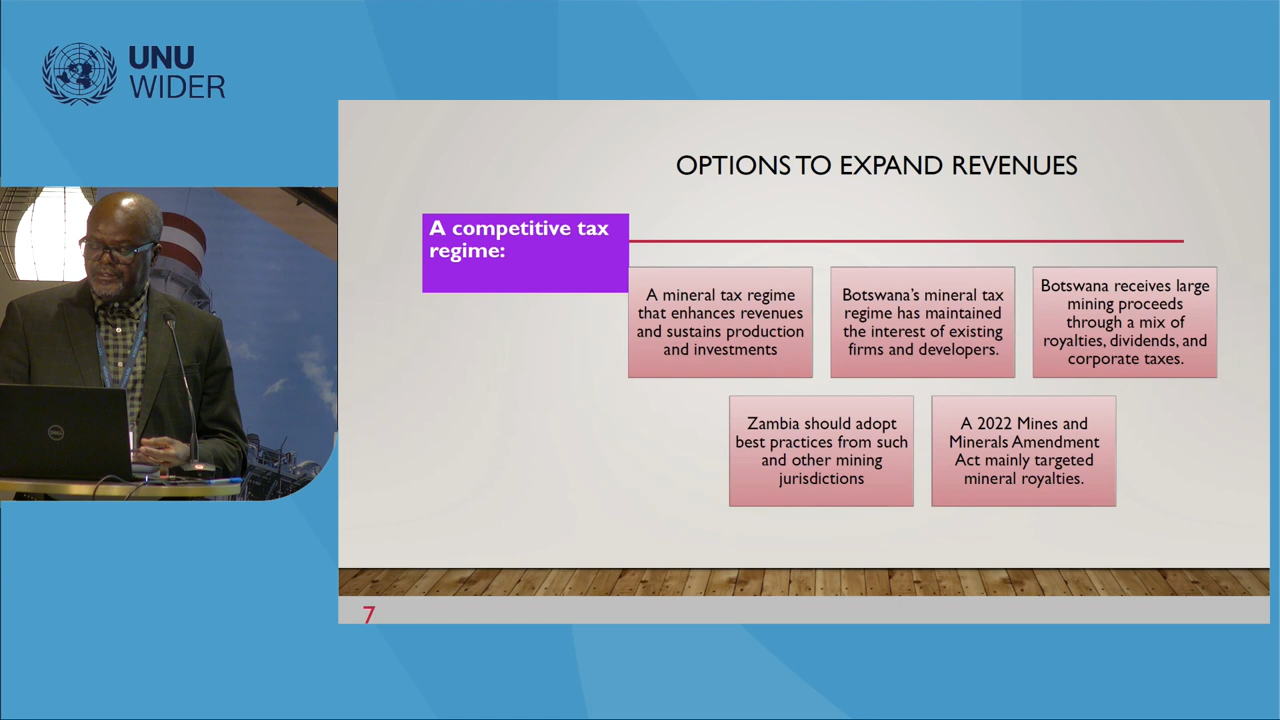 UNU
WIDER
OPTIONS TO EXPAND REVENUES
A competitive tax
regime:
A mineral tax regime
that enhances revenues
and sustains production
and investments
Botswana's mineral tax
regime has maintained
the interest of existing
firms and developers.
Botswana receives large
mining proceeds
through a mix of
royalties, dividends, and
corporate taxes.
Zambia should adopt
best practices from such
and other mining
jurisdictions
A 2022 Mines and
Minerals Amendment
Act mainly targeted
mineral royalties.
7
DELL